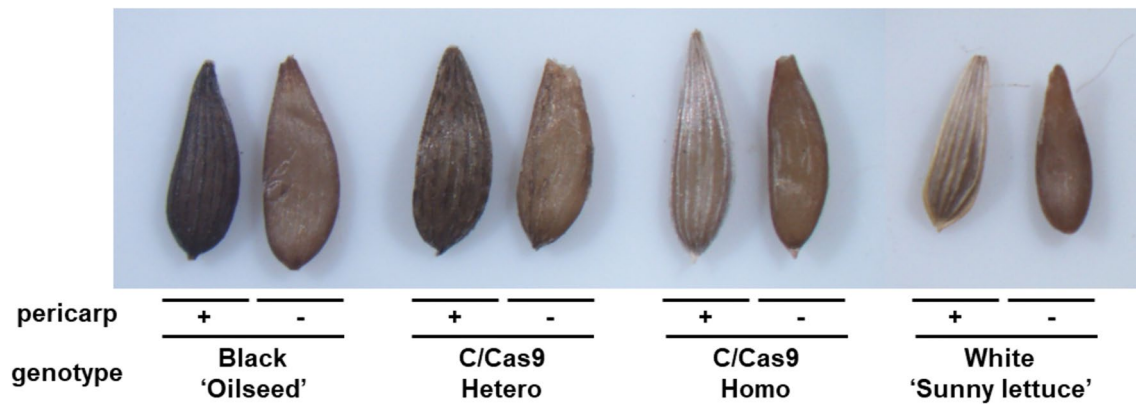 pericarp + - + - + - + -
genotype
Black C/Cas9 C/Cas9 White
‘Oilseed’ Hetero Homo ‘Sunny lettuce’